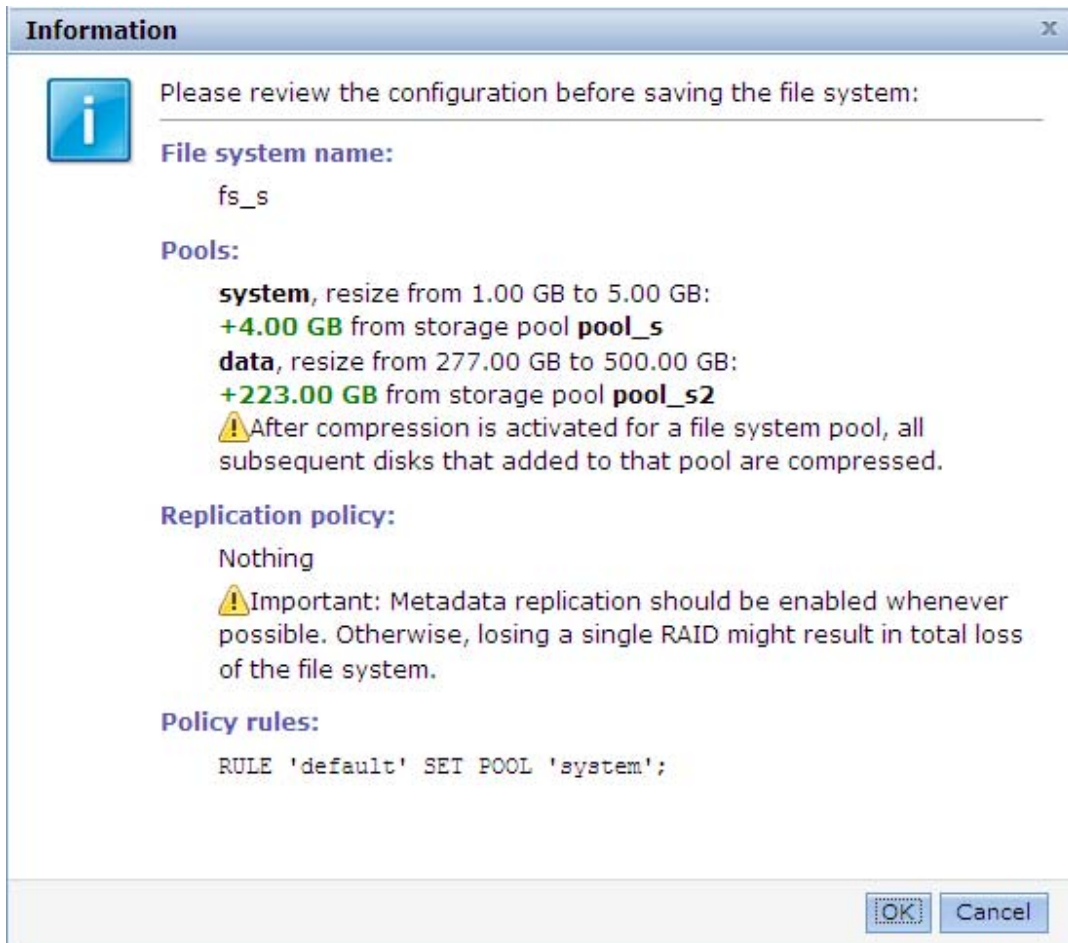 Information
x
i
Please review the configuration before saving the file system:
File system name:
fs_s
Pools:
system, resize from 1.00 GB to 5.00 GB:
+4.00 GB from storage pool pool_s
data, resize from 277.00 GB to 500.00 GB:
+223.00 GB from storage pool pool_s2
!After compression is activated for a file system pool, all
subsequent disks that added to that pool are compressed.
Replication policy:
Nothing
!Important: Metadata replication should be enabled whenever
possible. Otherwise, losing a single RAID might result in total loss
of the file system.
Policy rules:
RULE 'default' SET POOL 'system';
OK Cancel